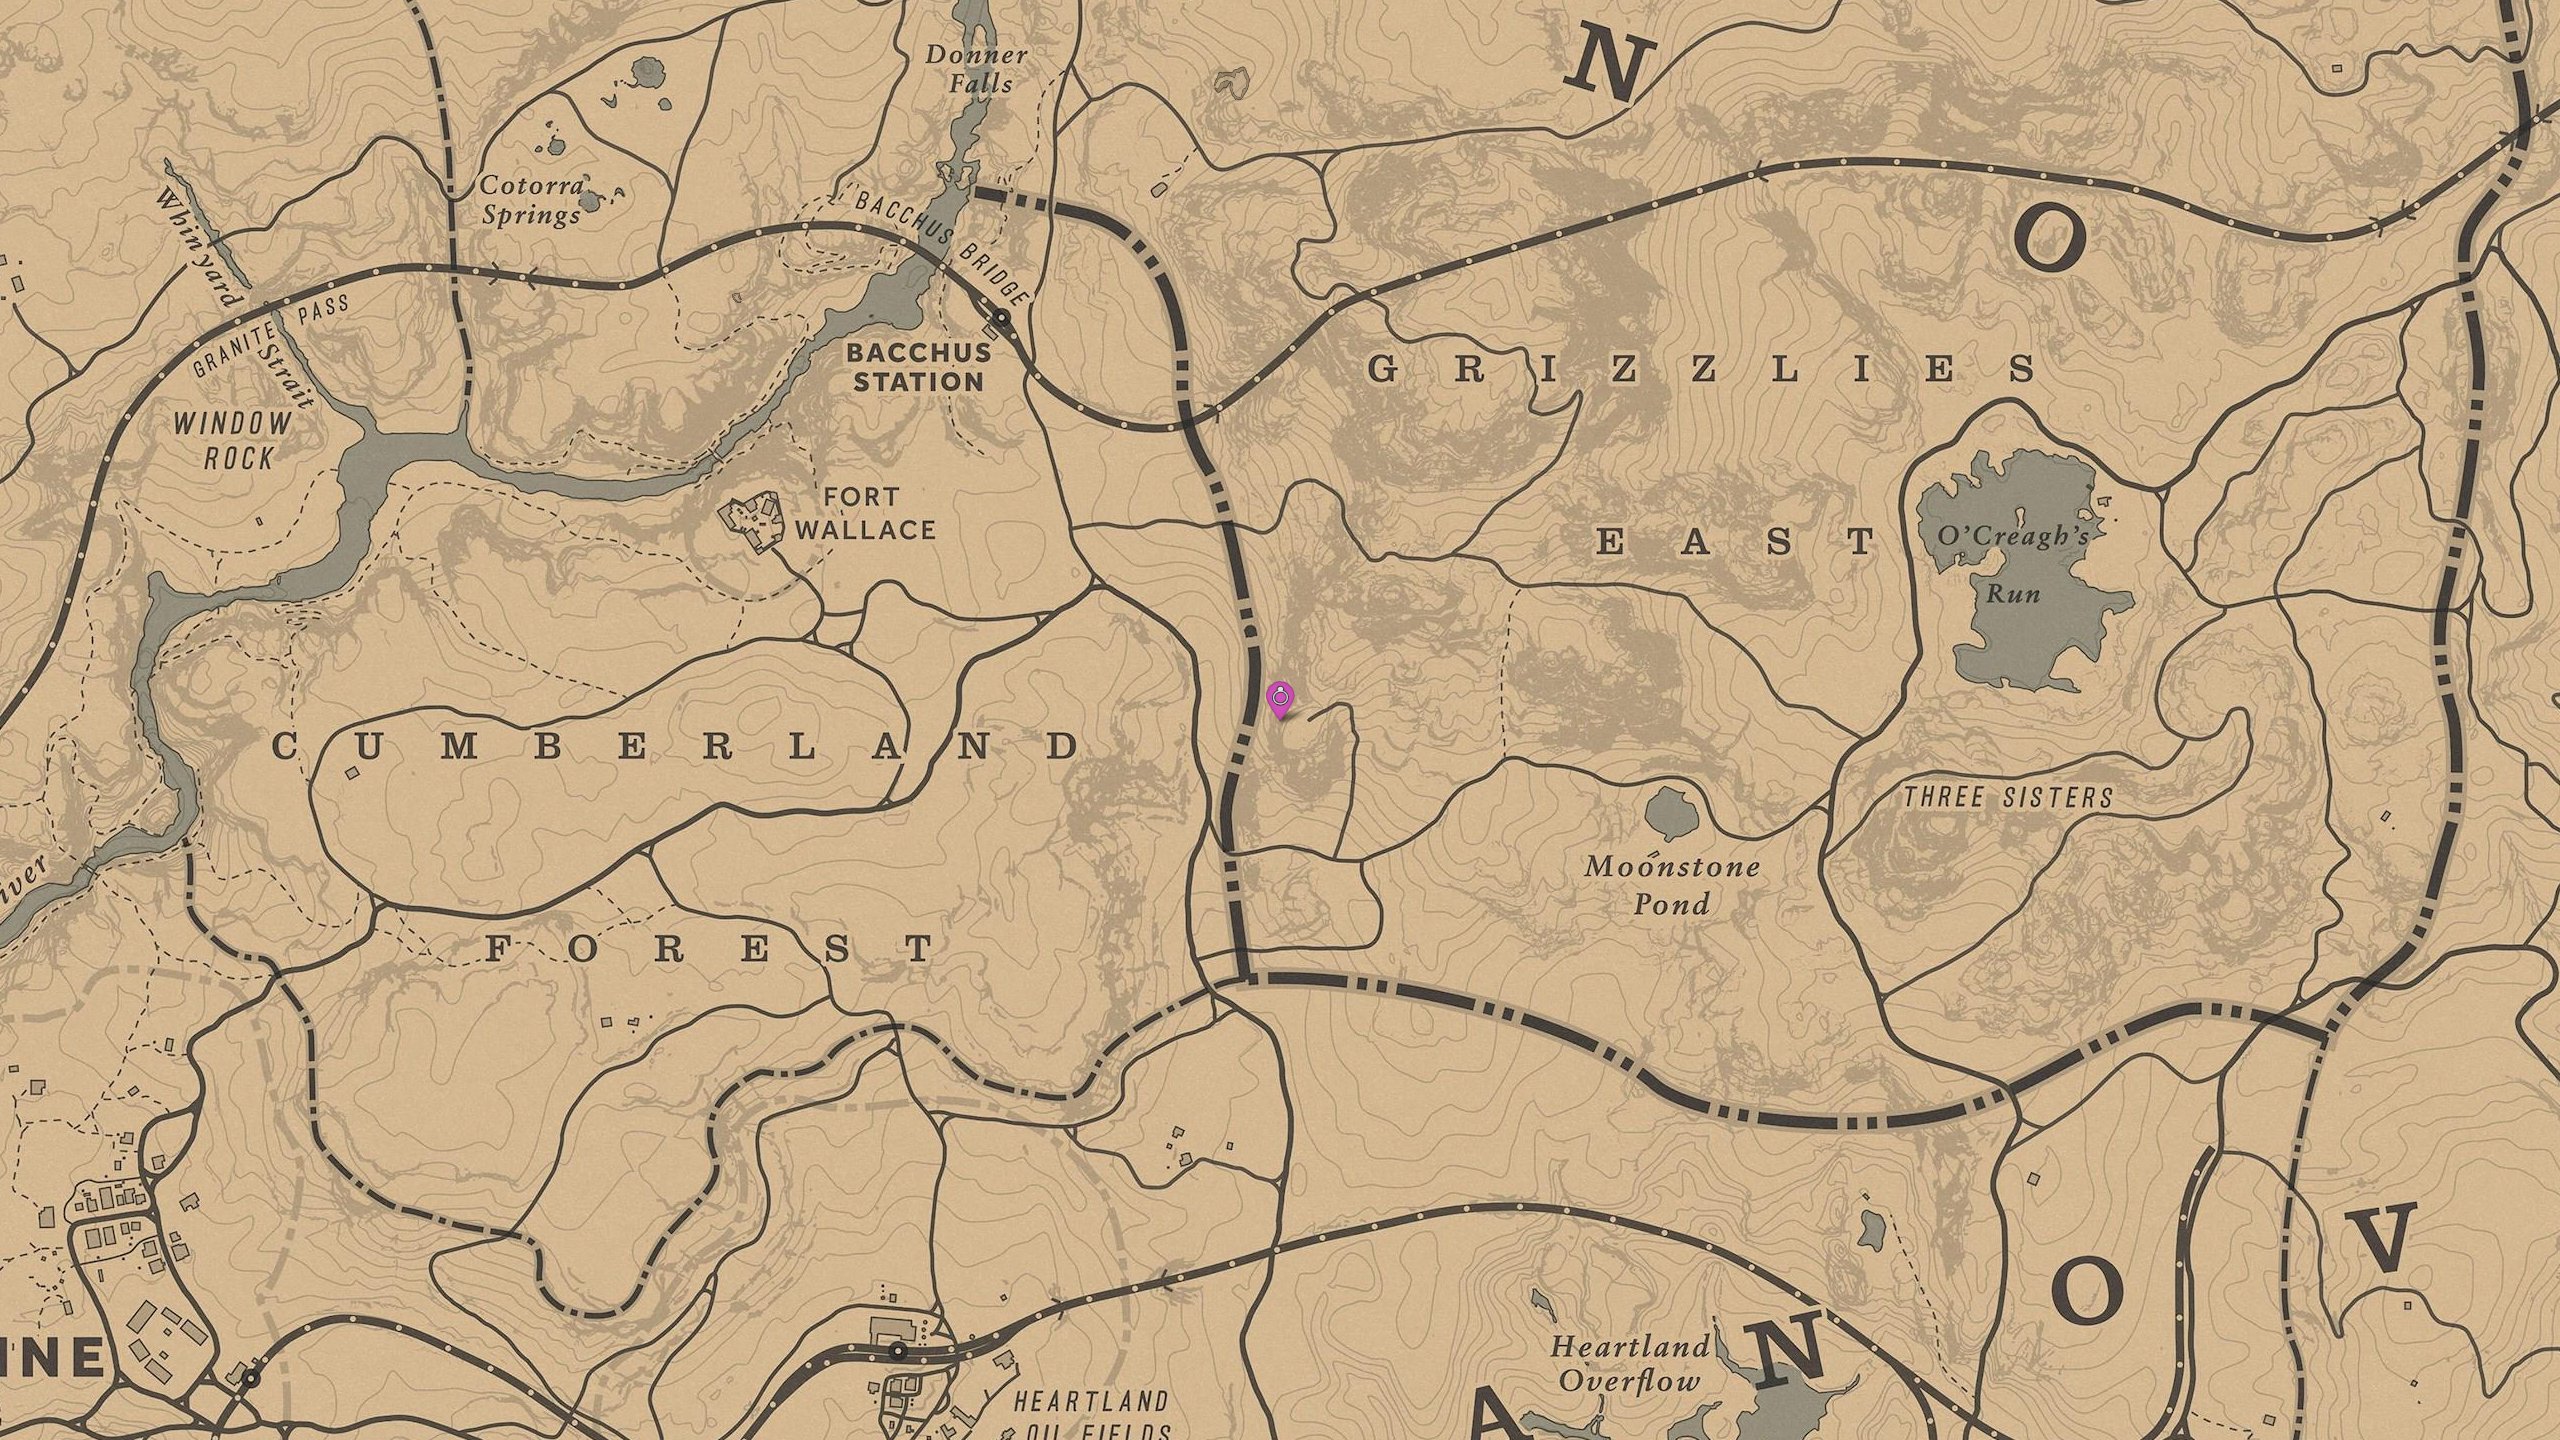 N
Donner
Falls
Cotorra
Springs
Whinyard
Strait
BACCHUS BRIDGE
O
GRANITE PASS
BACCHUS
STATION
GRIZZLIES
WINDOW
ROCK
FORT
WALLACE
EAST
O'Creagh's
Run
CUMBERLAND
THREE SISTERS
Moonstone
Pond
FOREST
V
O
N
Heartland
Overflow
HEARTLAND
OIL FIELDS
A